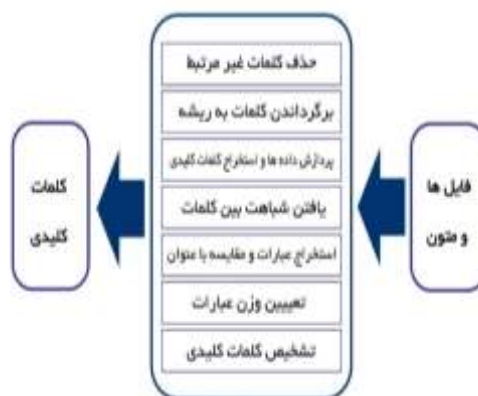 فایل ها
و متون
حذف کلمات غیر مرتبط
برگرداندن کلمات به ریشه
پردازش داده ها و استخراج کلمات کلیدی
یافتن شباهت بین کلمات
استخراج عبارات و مقایسه با عنوان
تعییین وزن عبارات
تشخیص کلمات کلیدی
کلمات
کلیدی